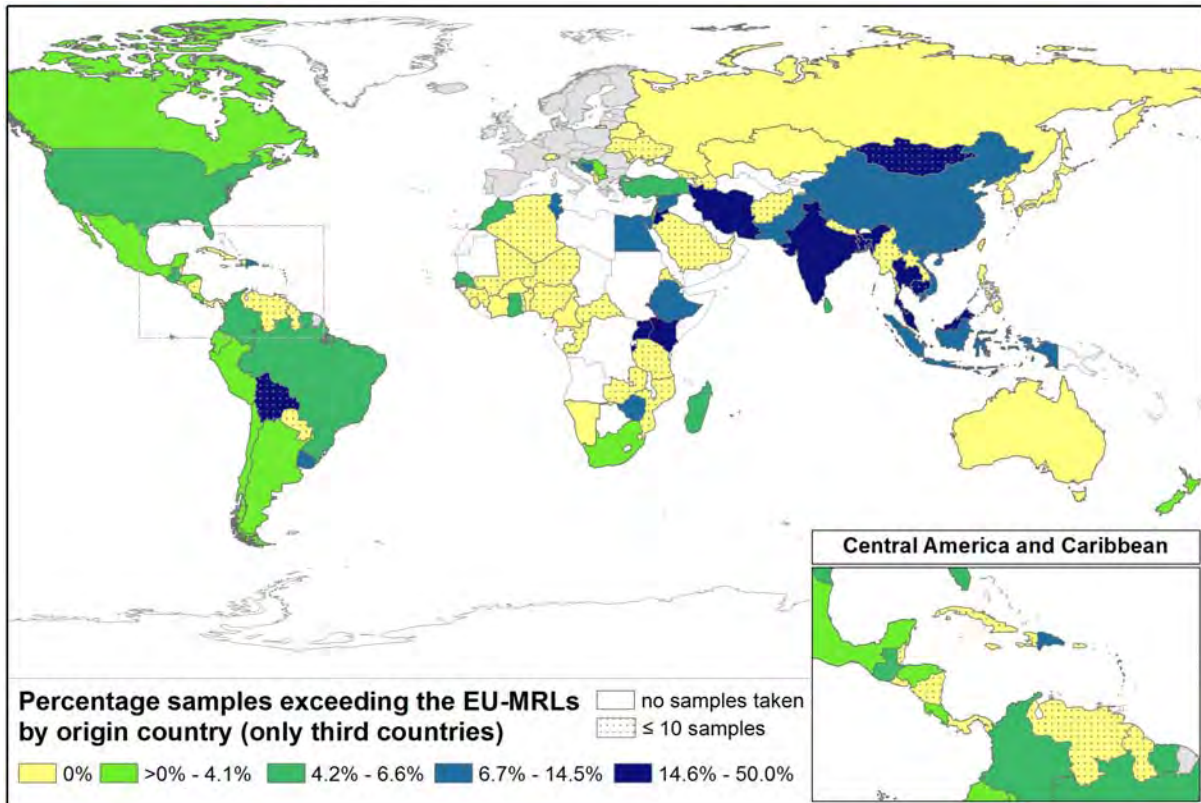 Central America and Caribbean
Percentage samples exceeding the EU-MRLs
by origin country (only third countries)
no samples taken
≤ 10 samples
0%
>0% - 4.1%
4.2% - 6.6%
6.7% - 14.5%
14.6% - 50.0%